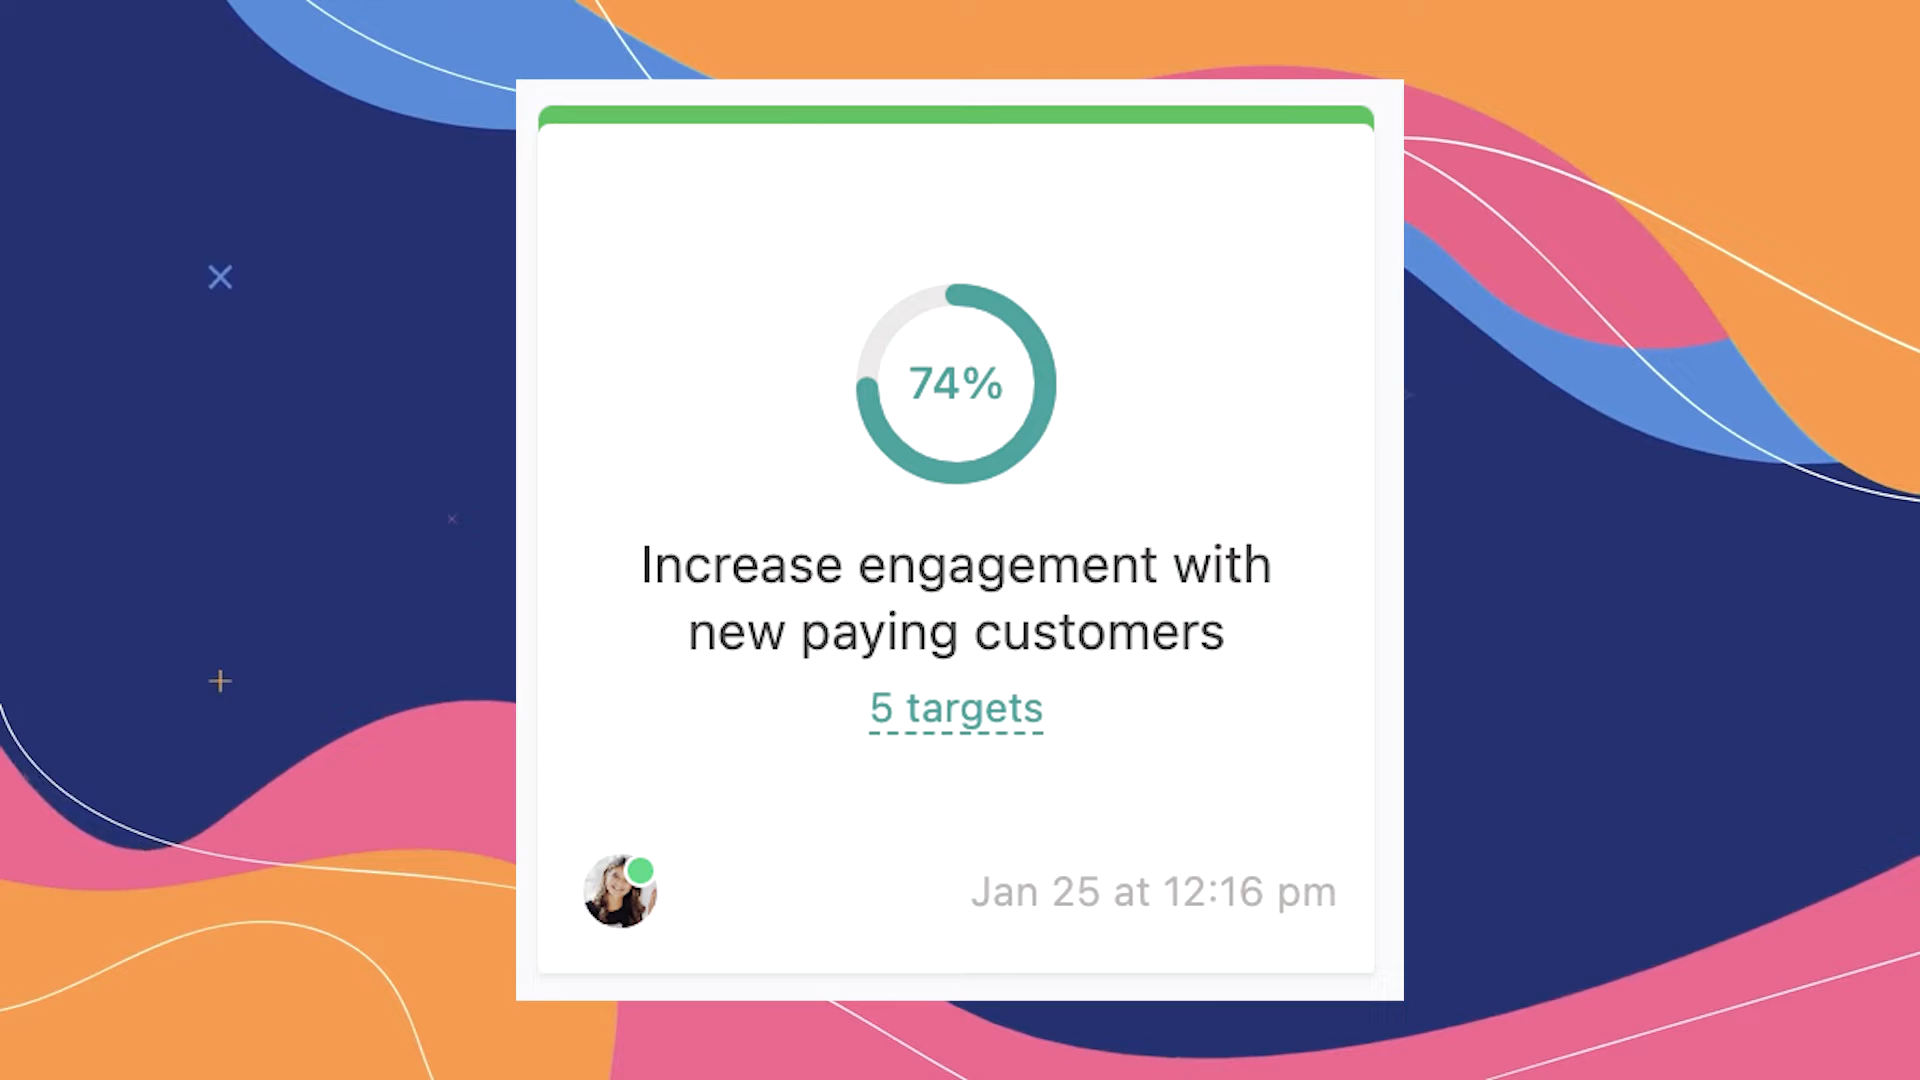 74%
Increase engagement with
new paying customers
5 targets
Jan 25 at 12:16 pm